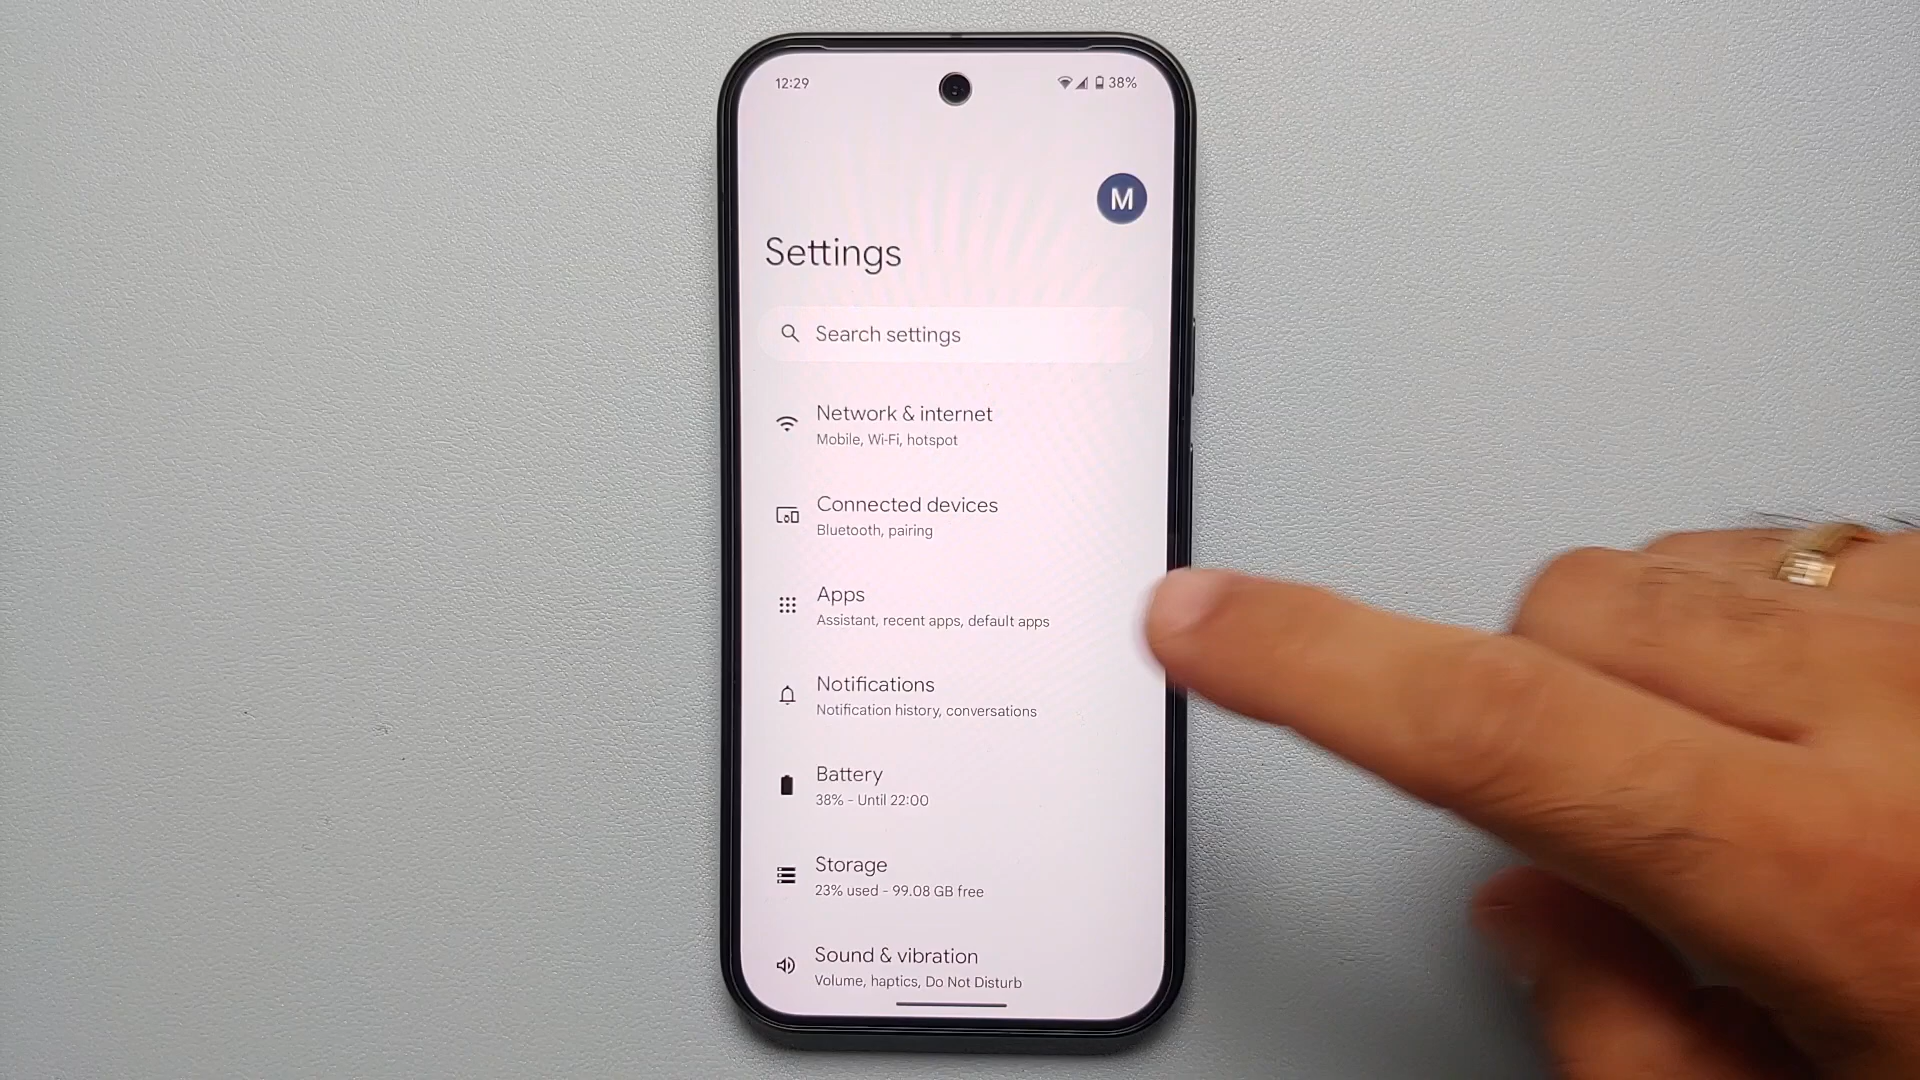 12:29
38%
M
Settings
Search settings
Network & internet
Mobile, Wi-Fi, hotspot
Connected devices
Bluetooth, pairing
Apps
Assistant, recent apps, default apps
Notifications
Notification history, conversations
Battery
38% - Until 22:00
Storage
23% used - 99.08 GB free
Sound & vibration
Volume, haptics, Do Not Disturb